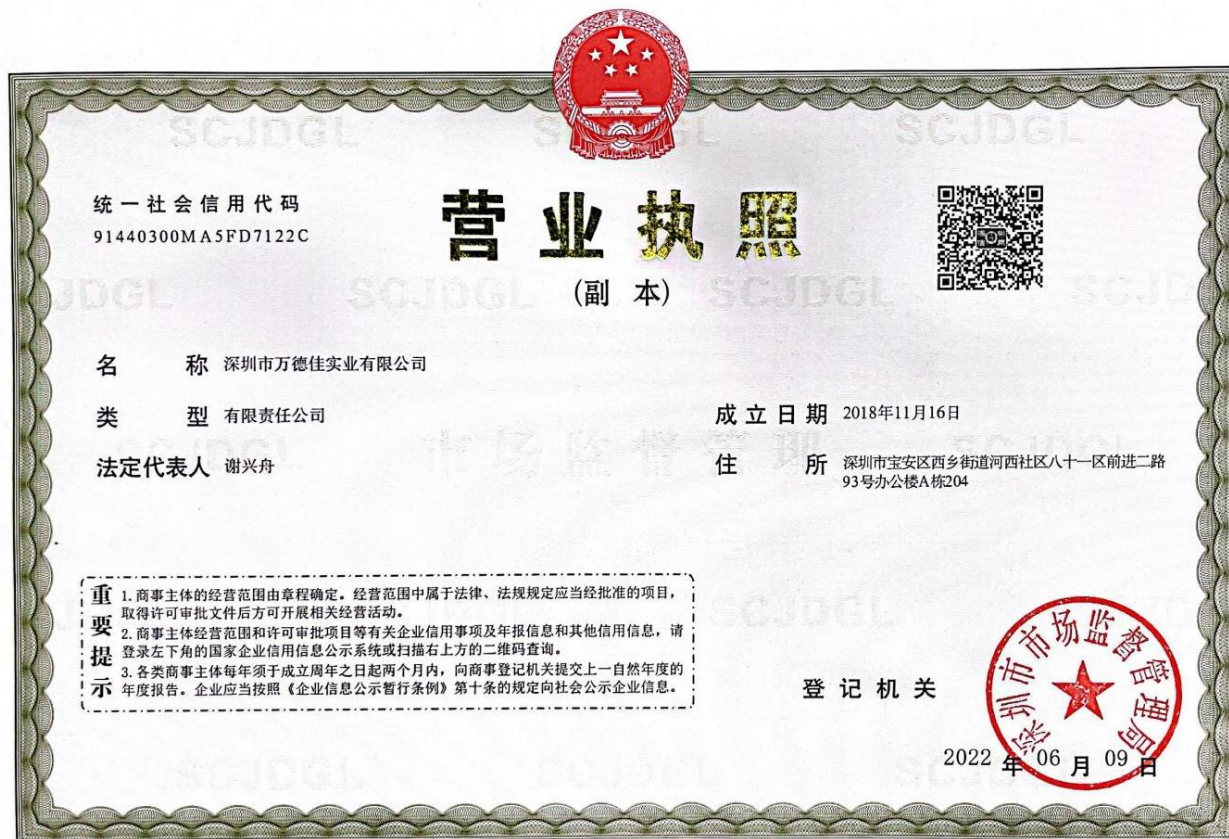 统一社会信用代码
91440300MA5FD7122C
营业执照
(副 本)
名 称 深圳市万德佳实业有限公司
类 型 有限责任公司
法定代表人 谢兴舟
成立日期 2018年11月16日
住 所 深圳市宝安区西乡街道河西社区八十一区前进二路
93号办公楼A栋204
重要提示
1. 商事主体的经营范围由章程确定。经营范围中属于法律、法规规定应当经批准的项目，
取得许可审批文件后方可开展相关经营活动。
2. 商事主体经营范围和许可审批项目等有关企业信用事项及年报信息和其他信用信息，请
登录左下角的国家企业信用信息公示系统或扫描右上方的二维码查询。
3. 各类商事主体每年须于成立周年之日起两个月内，向商事登记机关提交上一自然年度的
年度报告。企业应当按照《企业信息公示暂行条例》第十条的规定向社会公示企业信息。
登记机关
深圳市市场监督管理局
2022 年 06 月 09 日
SCJDGL
市场监督管理